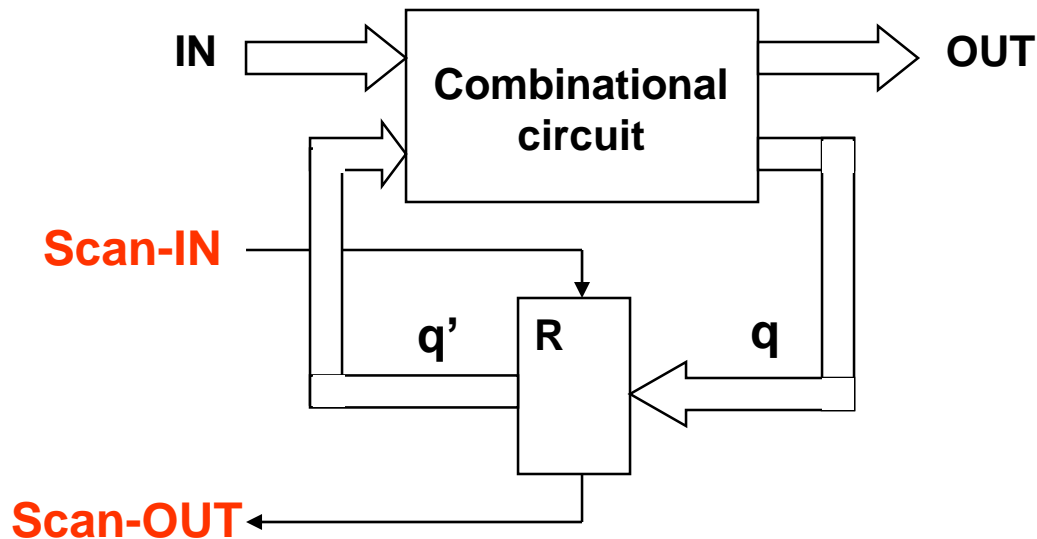 IN
Combinational
circuit
OUT
Scan-IN
q’
R
q
Scan-OUT